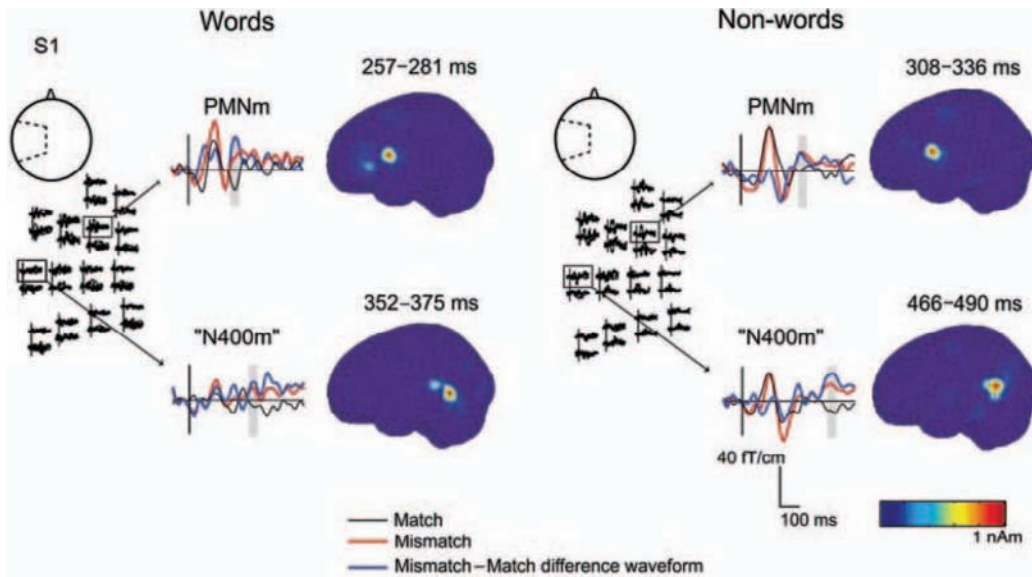 Words
Non-words
S1
257–281 ms
308–336 ms
PMNm
PMNm
352–375 ms
466–490 ms
"N400m"
"N400m"
40 fT/cm
100 ms
1 nAm
Match
Mismatch
Mismatch–Match difference waveform